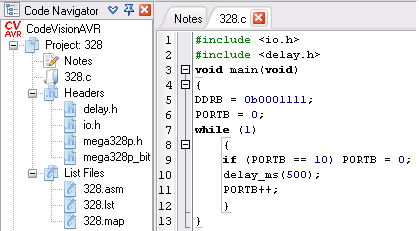 Code Navigator
CodeVisionAVR
Project: 328
Notes
328.c
Headers
delay.h
io.h
mega328p.h
mega328p_bit
List Files
328.asm
328.lst
328.map
Notes 328.c
1 #include <io.h>
2 #include <delay.h>
3 void main(void)
4 {
5 DDRB = 0b0001111;
6 PORTB = 0;
7 while (1)
8 {
9 if (PORTB == 10) PORTB = 0;
10 delay_ms(500);
11 PORTB++;
12 }
13 }
CV
AVR